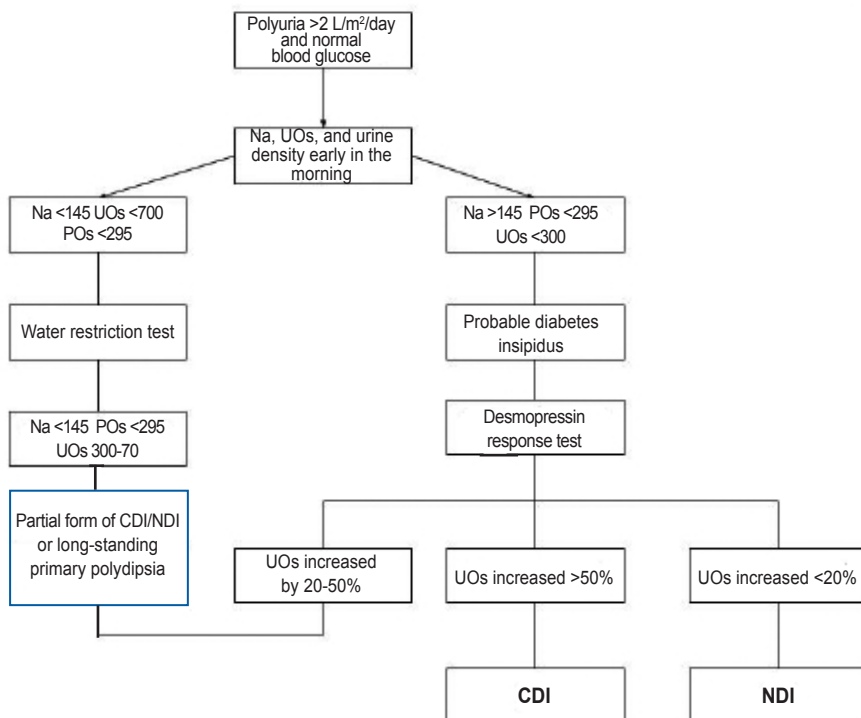 Polyuria >2 L/m²/day
and normal
blood glucose
Na, UOs, and urine
density early in the
morning
Na <145 UOs <700
POs <295
Na >145 POs <295
UOs <300
Water restriction test
Probable diabetes
insipidus
Na <145 POs <295
UOs 300-70
Desmopressin
response test
Partial form of CDI/NDI
or long-standing
primary polydipsia
UOs increased
by 20-50%
UOs increased >50%
UOs increased <20%
CDI
NDI